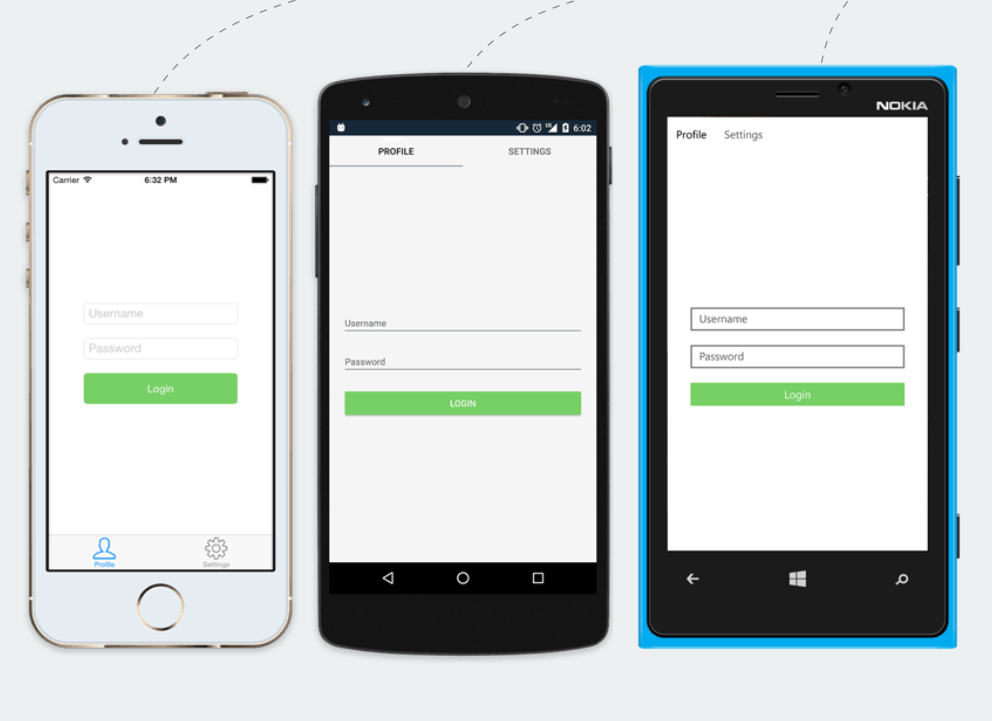 Carrier 6:32 PM
Username
Password
Login
Profile Settings
6:02
PROFILE SETTINGS
Username
Password
LOGIN
NOKIA
Profile Settings
Username
Password
Login